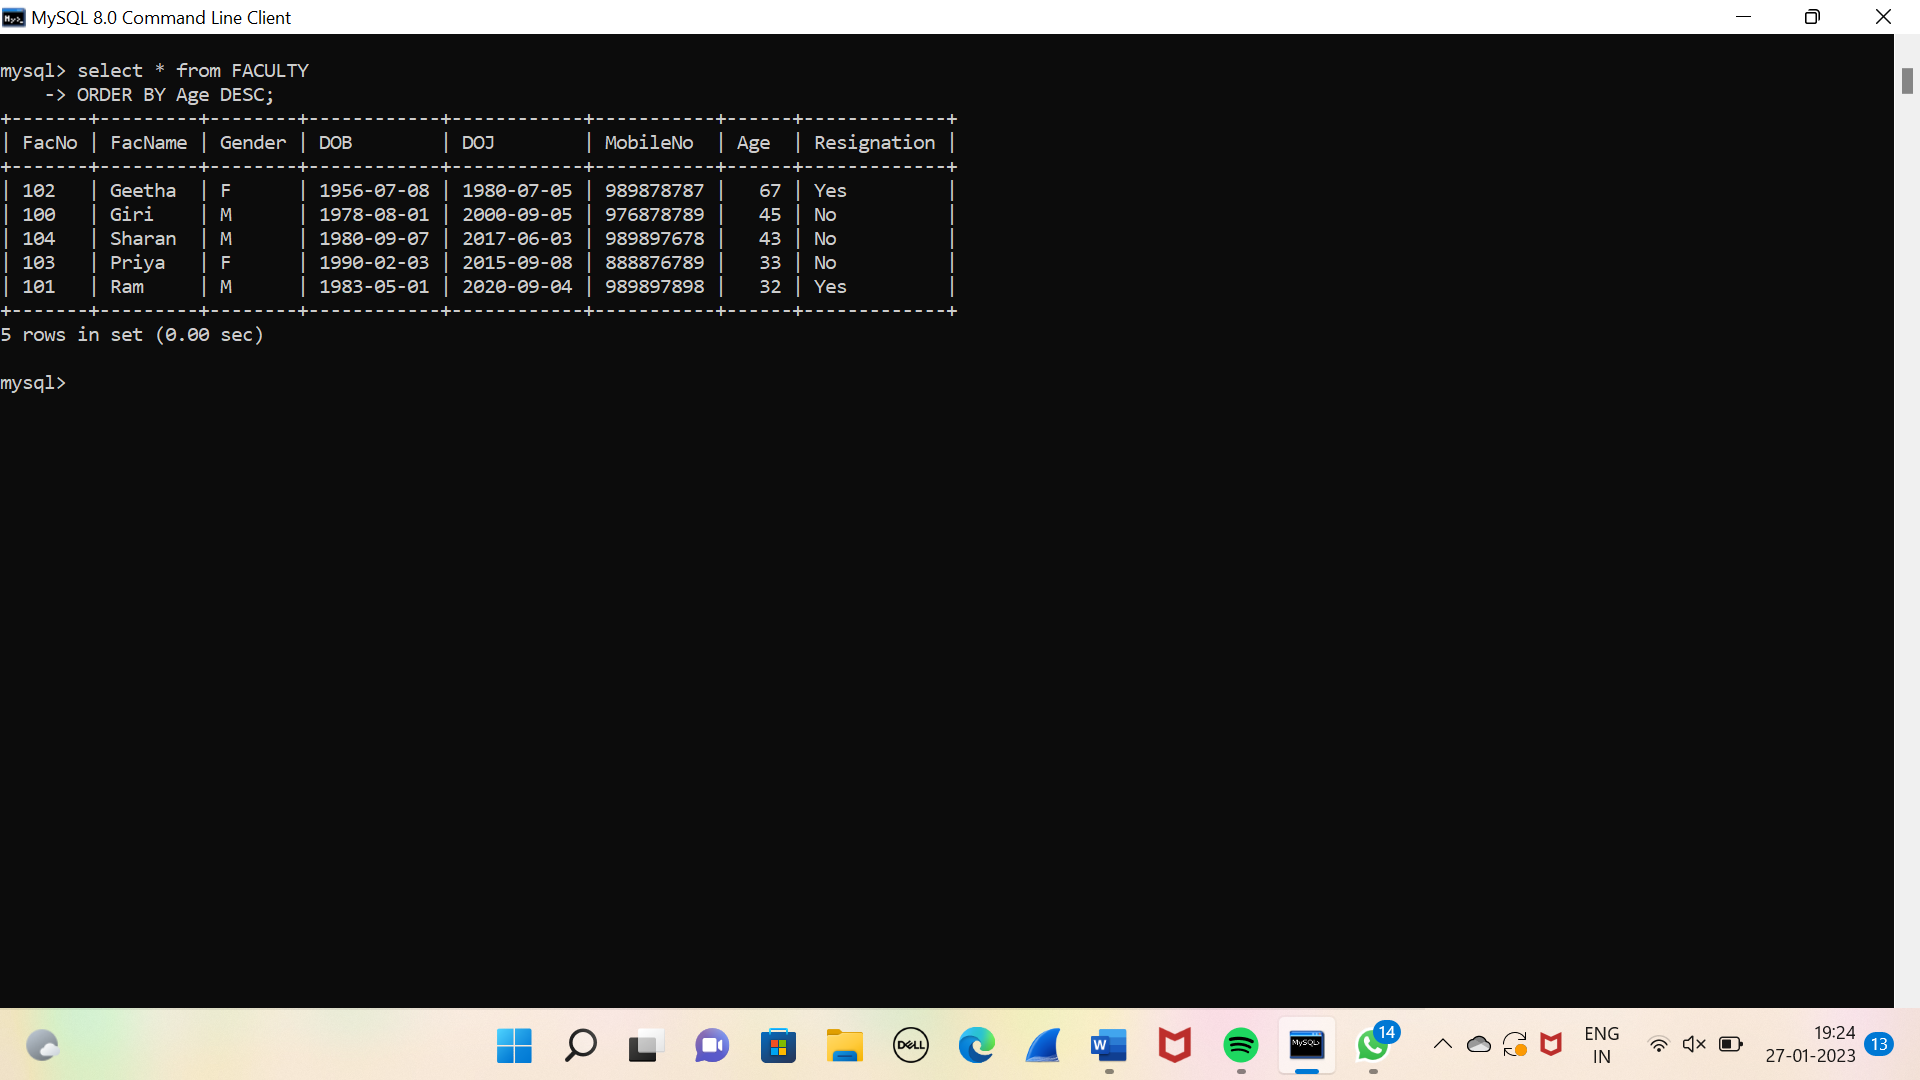 MySQL 8.0 Command Line Client
mysql> select * from FACULTY
    -> ORDER BY Age DESC;
+-------+---------+--------+------------+------------+-----------+------+-------------+
| FacNo | FacName | Gender | DOB        | DOJ        | MobileNo  | Age  | Resignation |
+-------+---------+--------+------------+------------+-----------+------+-------------+
| 102   | Geetha  | F      | 1956-07-08 | 1980-07-05 | 989878787 |   67 | Yes         |
| 100   | Giri    | M      | 1978-08-01 | 2000-09-05 | 976878789 |   45 | No          |
| 104   | Sharan  | M      | 1980-09-07 | 2017-06-03 | 989897678 |   43 | No          |
| 103   | Priya   | F      | 1990-02-03 | 2015-09-08 | 888876789 |   33 | No          |
| 101   | Ram     | M      | 1983-05-01 | 2020-09-04 | 989897898 |   32 | Yes         |
+-------+---------+--------+------------+------------+-----------+------+-------------+
5 rows in set (0.00 sec)
mysql>
DELL
W
MySQL
14
ENG
IN
19:24
27-01-2023
13